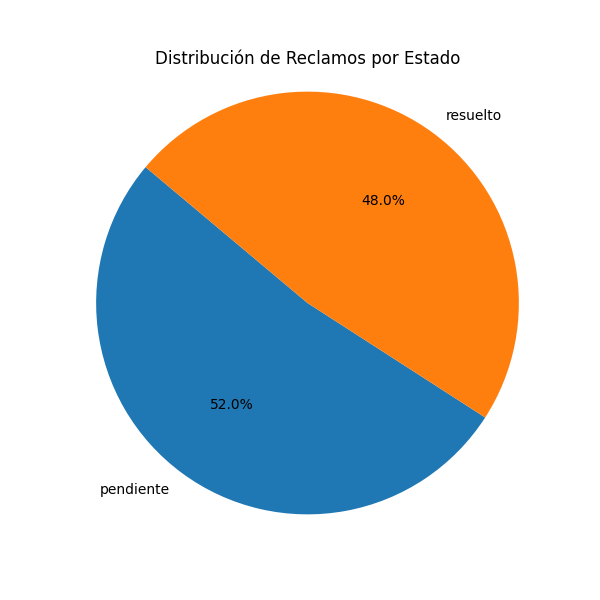 Distribución de Reclamos por Estado
resuelto
48.0%
52.0%
pendiente